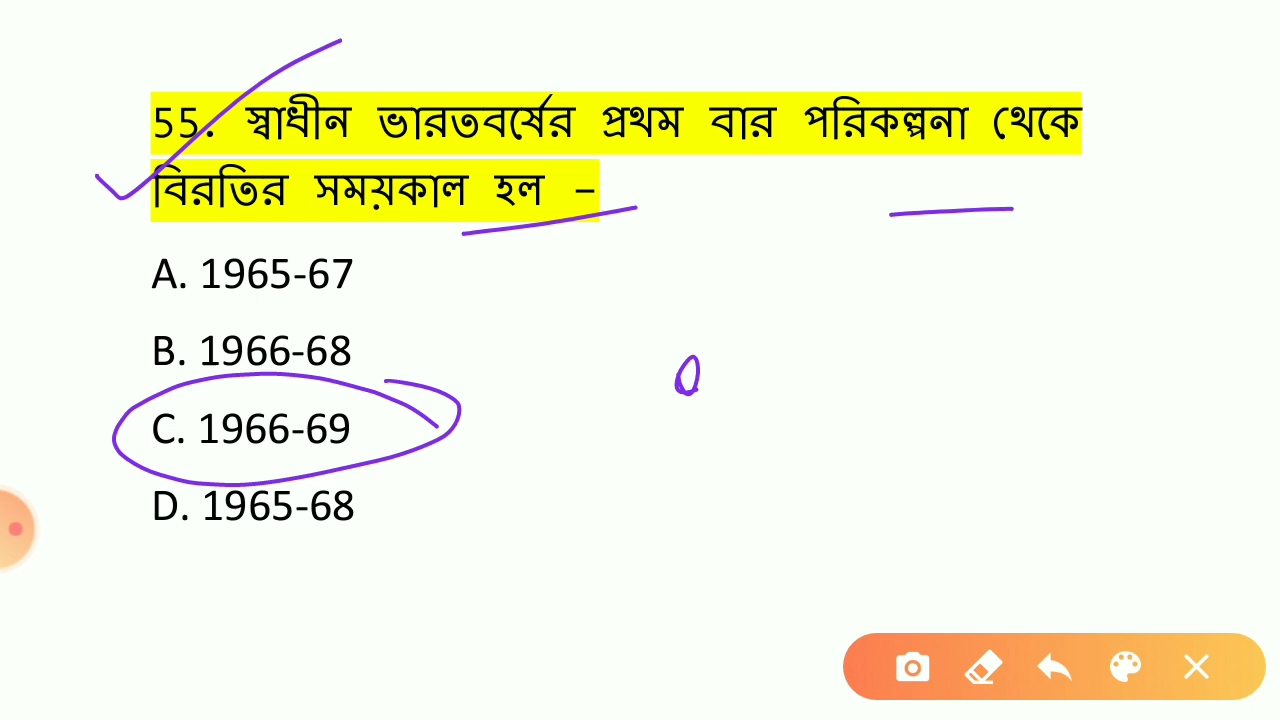 55. স্বাধীন ভারতবর্ষের প্রথম বার পরিকল্পনা থেকে
বিরতির সময়কাল হল –
A. 1965-67
B. 1966-68
C. 1966-69
D. 1965-68